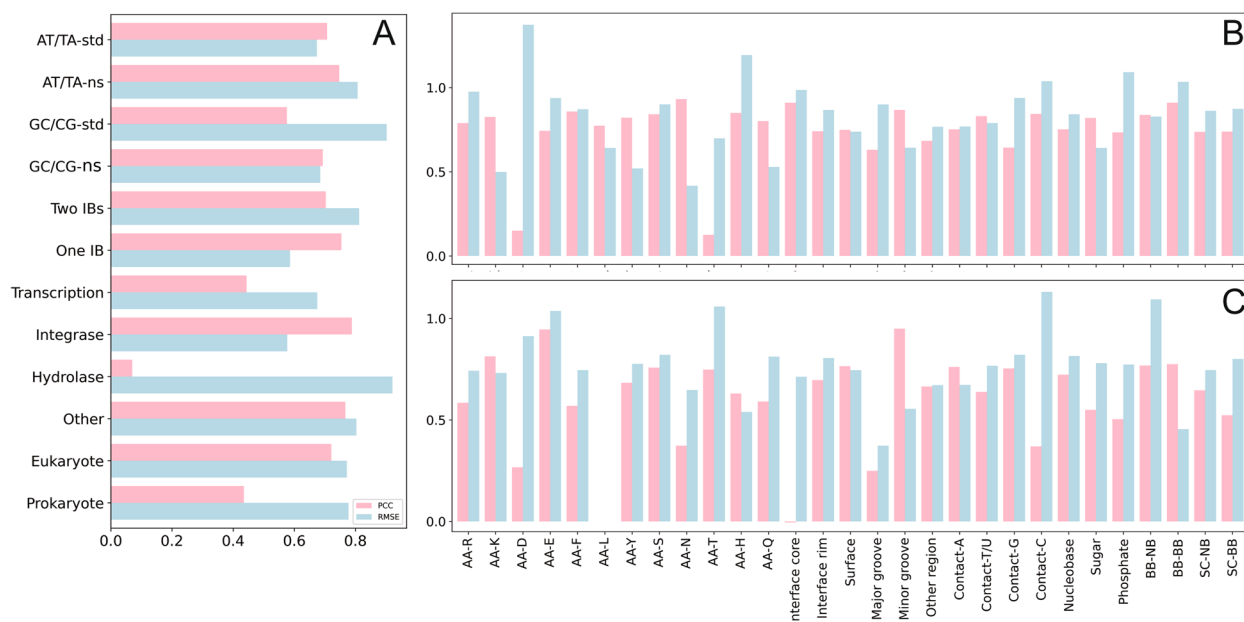 A
AT/TA-std
AT/TA-ns
GC/CG-std
GC/CG-ns
Two IBs
One IB
Transcription
Integrase
Hydrolase
Other
Eukaryote
Prokaryote
PCC
RMSE
0.0 0.2 0.4 0.6 0.8
B
1.0
0.5
0.0
C
1.0
0.5
0.0
AA-R
AA-K
AA-D
AA-E
AA-F
AA-L
AA-Y
AA-S
AA-N
AA-T
AA-H
AA-Q
nterface core
Interface rim
Surface
Major groove
Minor groove
Other region
Contact-A
Contact-T/U
Contact-G
Contact-C
Nucleobase
Sugar
Phosphate
BB-NB
BB-BB
SC-NB
SC-BB